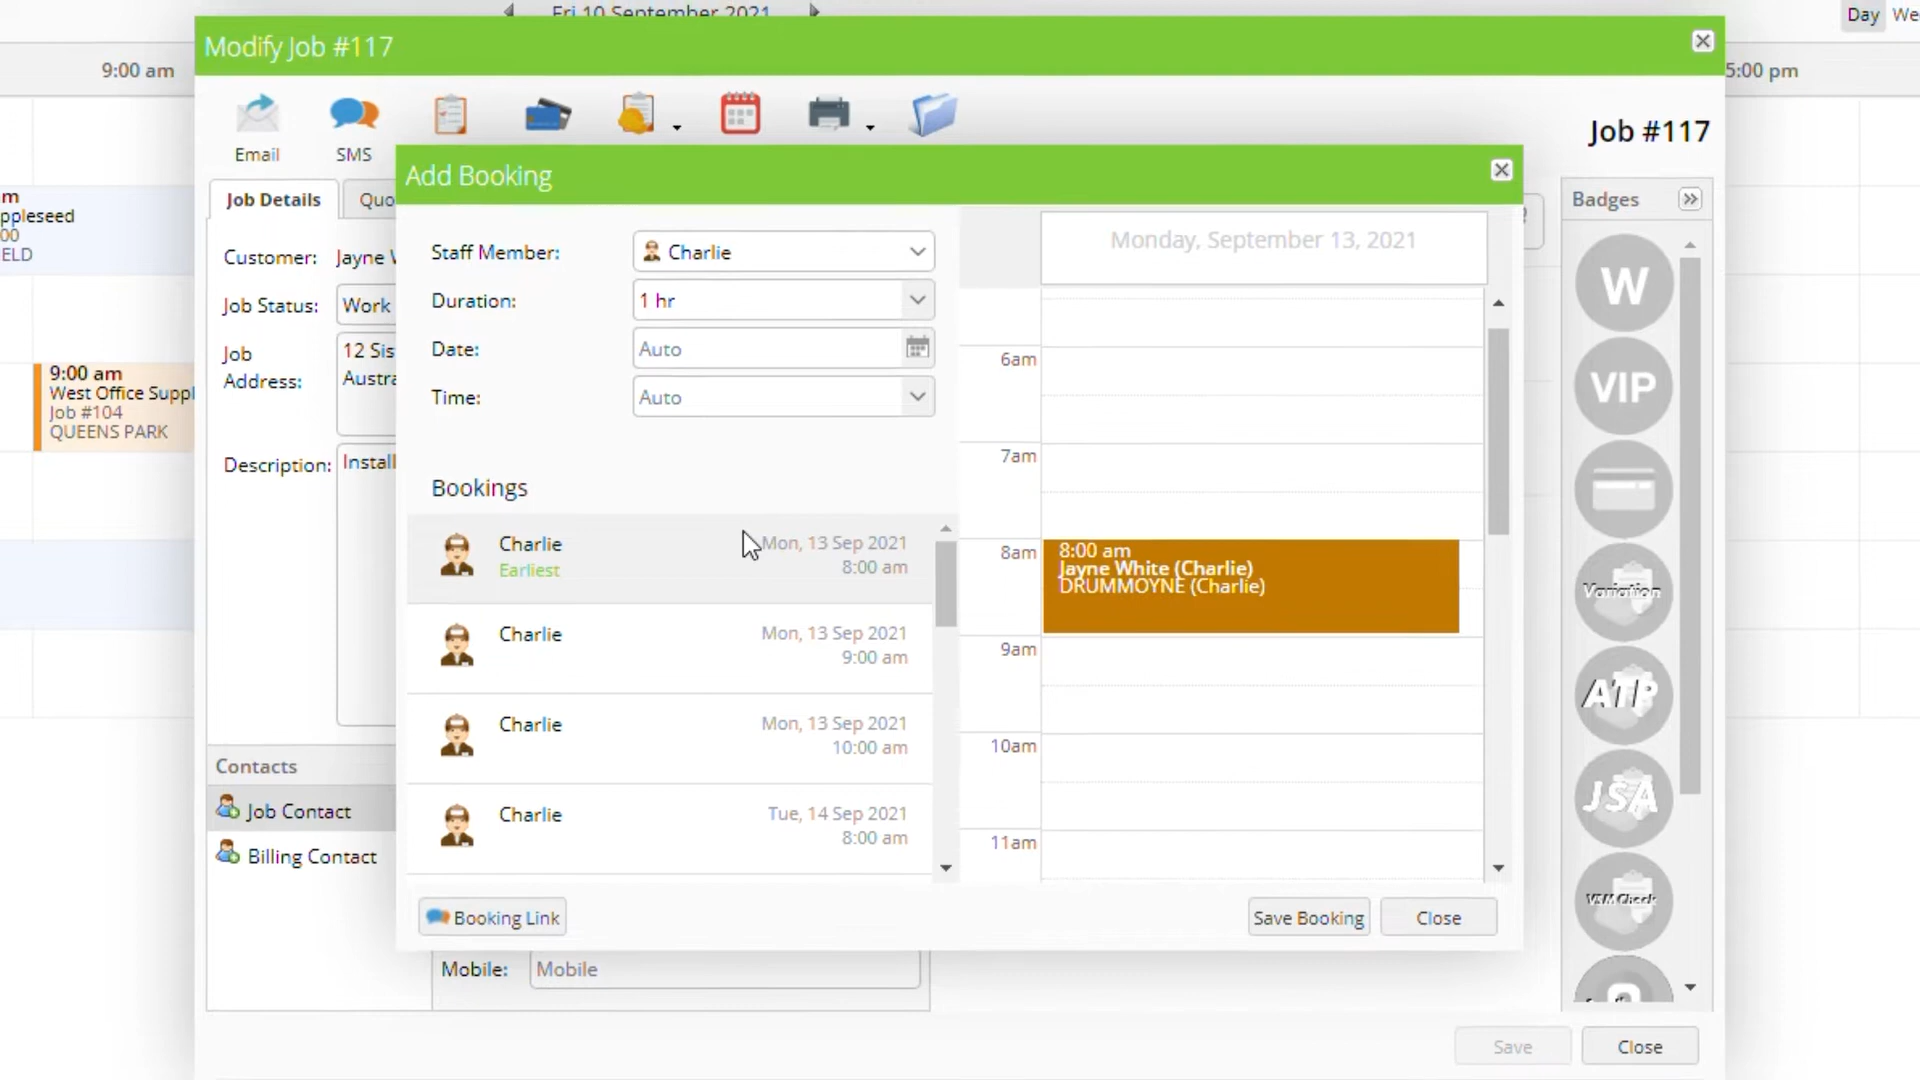 Fri 10 September 2021
Day
We
9:00 am
5:00 pm
Modify Job #117
Email
SMS
Job #117
m
ppleseed
00
ELD
9:00 am
West Office Suppl
Job #104
QUEENS PARK
Job Details
Quo
Customer: Jayne W
Job Status: Work
Job Address: 12 Sis
Austra
Description: Install
Contacts
Job Contact
Billing Contact
Mobile: Mobile
Add Booking
Staff Member: Charlie
Duration: 1 hr
Date: Auto
Time: Auto
Bookings
Charlie Mon, 13 Sep 2021
Earliest 8:00 am
Charlie Mon, 13 Sep 2021
9:00 am
Charlie Mon, 13 Sep 2021
10:00 am
Charlie Tue, 14 Sep 2021
8:00 am
Monday, September 13, 2021
6am
7am
8am
8:00 am
Jayne White (Charlie)
DRUMMOYNE (Charlie)
9am
10am
11am
Booking Link
Save Booking
Close
Badges
W
VIP
Variation
ATP
JSA
VSM Check
Save
Close